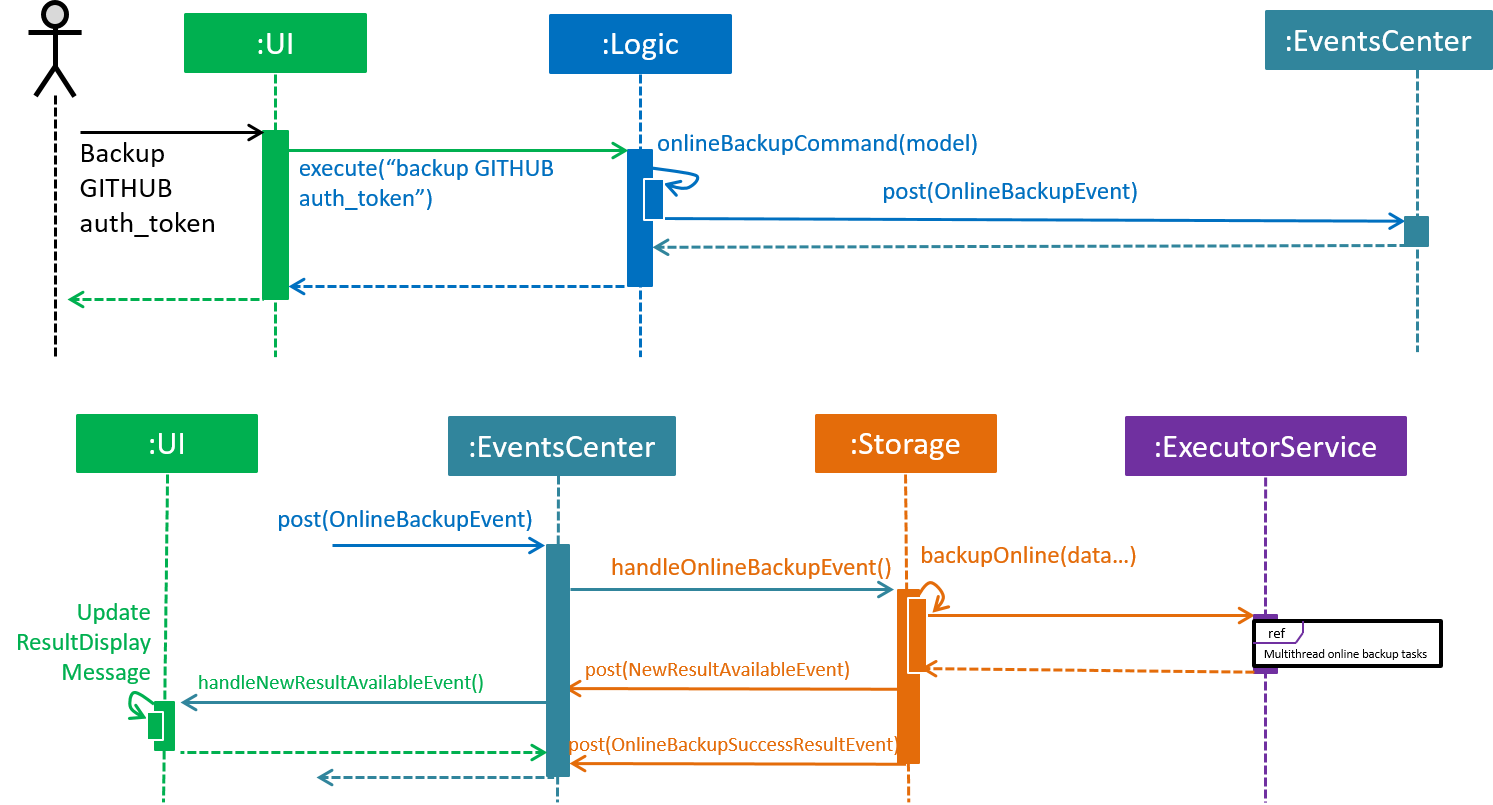 :UI
:Logic
:EventsCenter
Backup
GITHUB
auth_token
execute(“backup GITHUB
auth_token”)
onlineBackupCommand(model)
post(OnlineBackupEvent)
:UI
:EventsCenter
:Storage
:ExecutorService
post(OnlineBackupEvent)
handleOnlineBackupEvent()
backupOnline(data…)
Update
ResultDisplay
Message
ref
Multithread online backup tasks
handleNewResultAvailableEvent()
post(NewResultAvailableEvent)
post(OnlineBackupSuccessResultEvent)